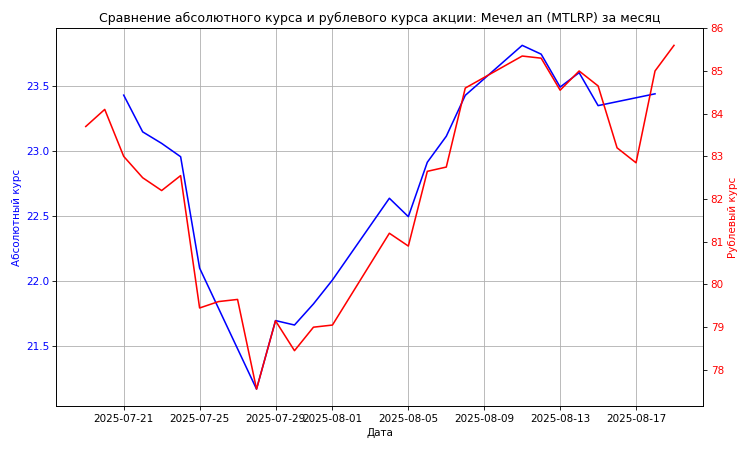 Сравнение абсолютного курса и рублевого курса акции: Мечел ап (MTLRP) за месяц
Абсолютный курс
23.5
23.0
22.5
22.0
21.5
86
85
84
83
82
81
80
79
78
Рублевый курс
2025-07-21 2025-07-25 2025-07-29 2025-08-01 2025-08-05 2025-08-09 2025-08-13 2025-08-17
Дата